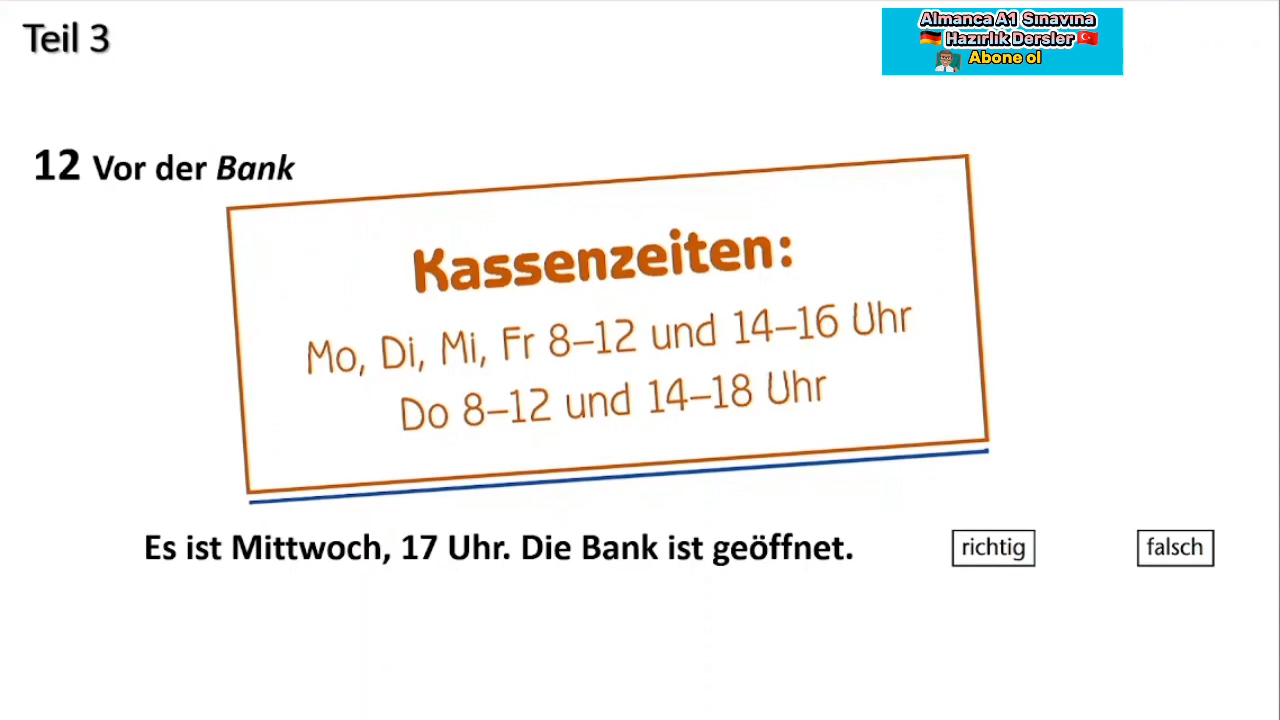 Teil 3
Almanca A1 Sınavına
Hazırlık Dersler
Abone ol
12 Vor der Bank
Kassenzeiten:
Mo, Di, Mi, Fr 8–12 und 14–16 Uhr
Do 8–12 und 14–18 Uhr
Es ist Mittwoch, 17 Uhr. Die Bank ist geöffnet.
richtig
falsch